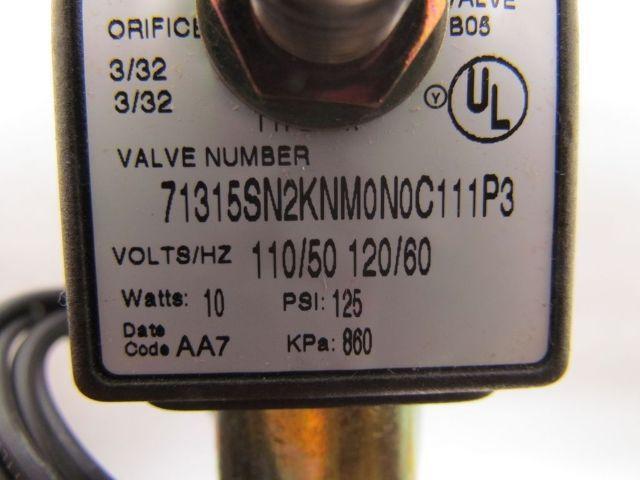 ORIFICE
B05
3/32
3/32
UL
VALVE NUMBER
71315SN2KNM0N0C111P3
VOLTS/HZ 110/50 120/60
Watts: 10 PSI: 125
Date
Code AA7 KPa: 860